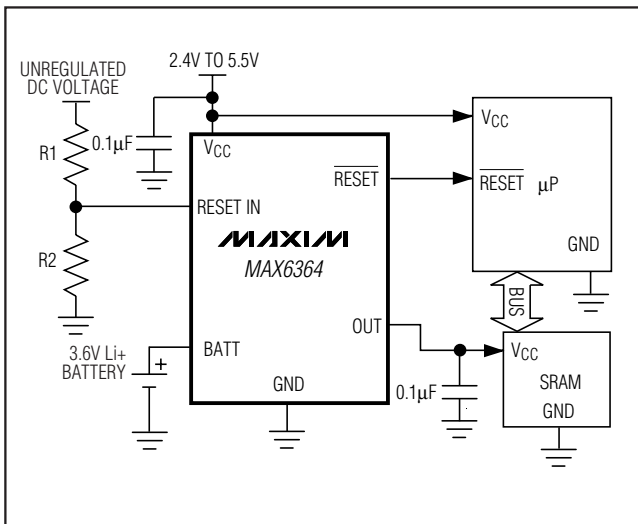 2.4V TO 5.5V
UNREGULATED
DC VOLTAGE
R1
0.1μF
VCC
VCC
RESET
RESET μP
RESET IN
MAXIM
MAX6364
R2
GND
BUS
OUT
3.6V Li+
BATTERY
+
BATT
VCC
SRAM
GND
0.1μF
GND